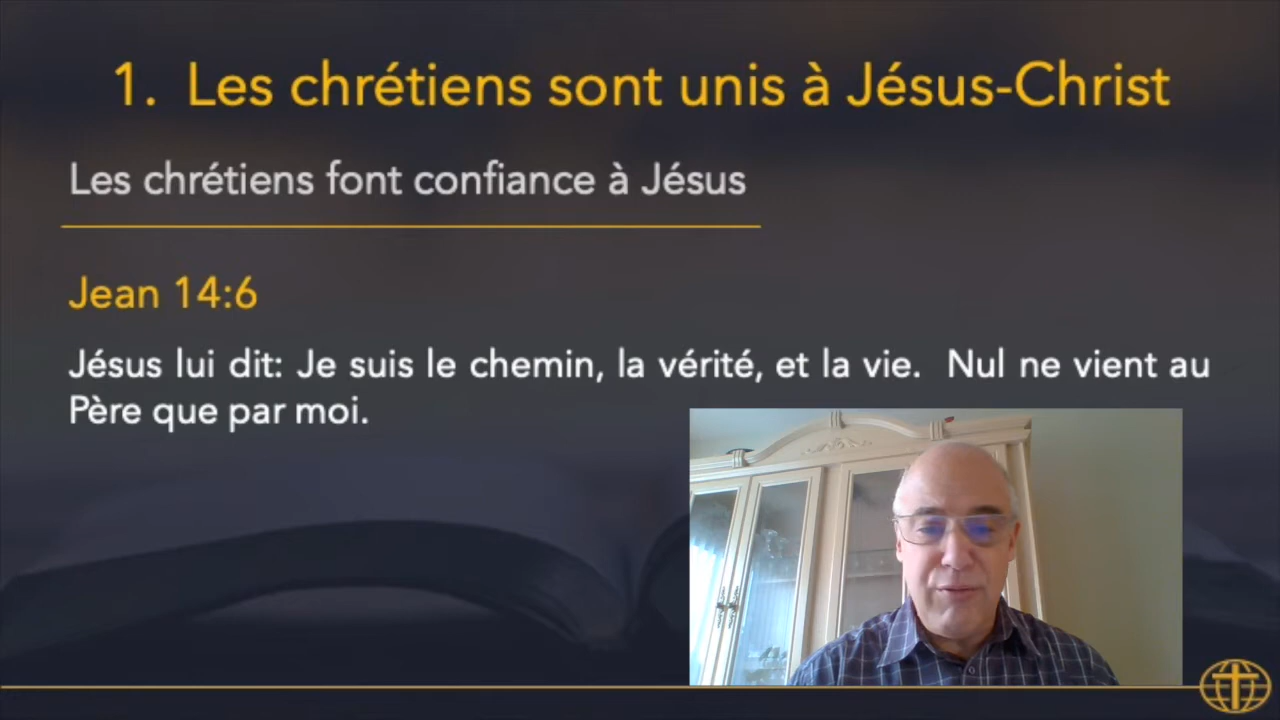 1. Les chrétiens sont unis à Jésus-Christ
Les chrétiens font confiance à Jésus
Jean 14:6
Jésus lui dit: Je suis le chemin, la vérité, et la vie. Nul ne vient au
Père que par moi.